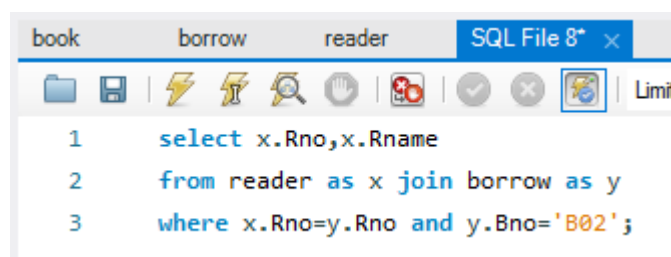 book borrow reader SQL File 8* ×
Limi
1 select x.Rno,x.Rname
2 from reader as x join borrow as y
3 where x.Rno=y.Rno and y.Bno='B02';